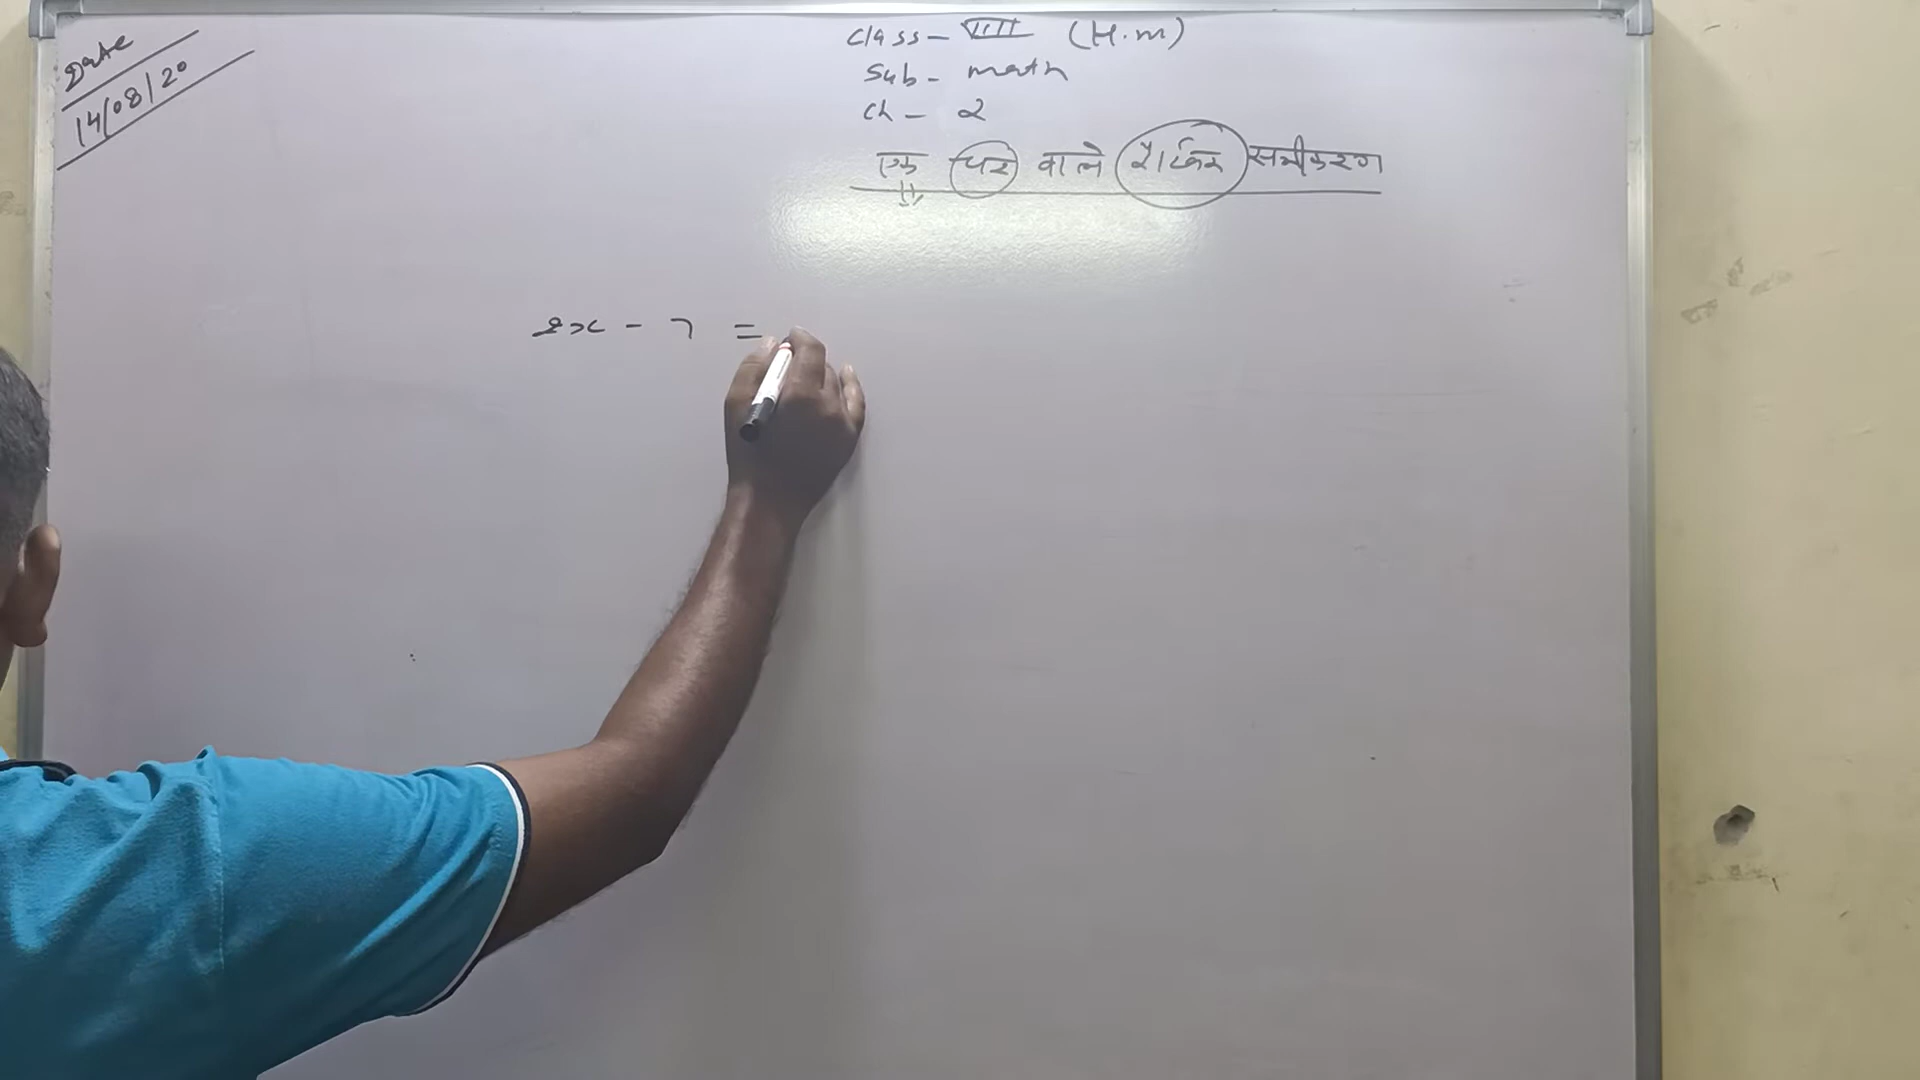 Date
14/08/20
Class - VIII (H.m)
Sub - math
Ch - 2
एक चर वाले रैखिक समीकरण
2x - 7 =